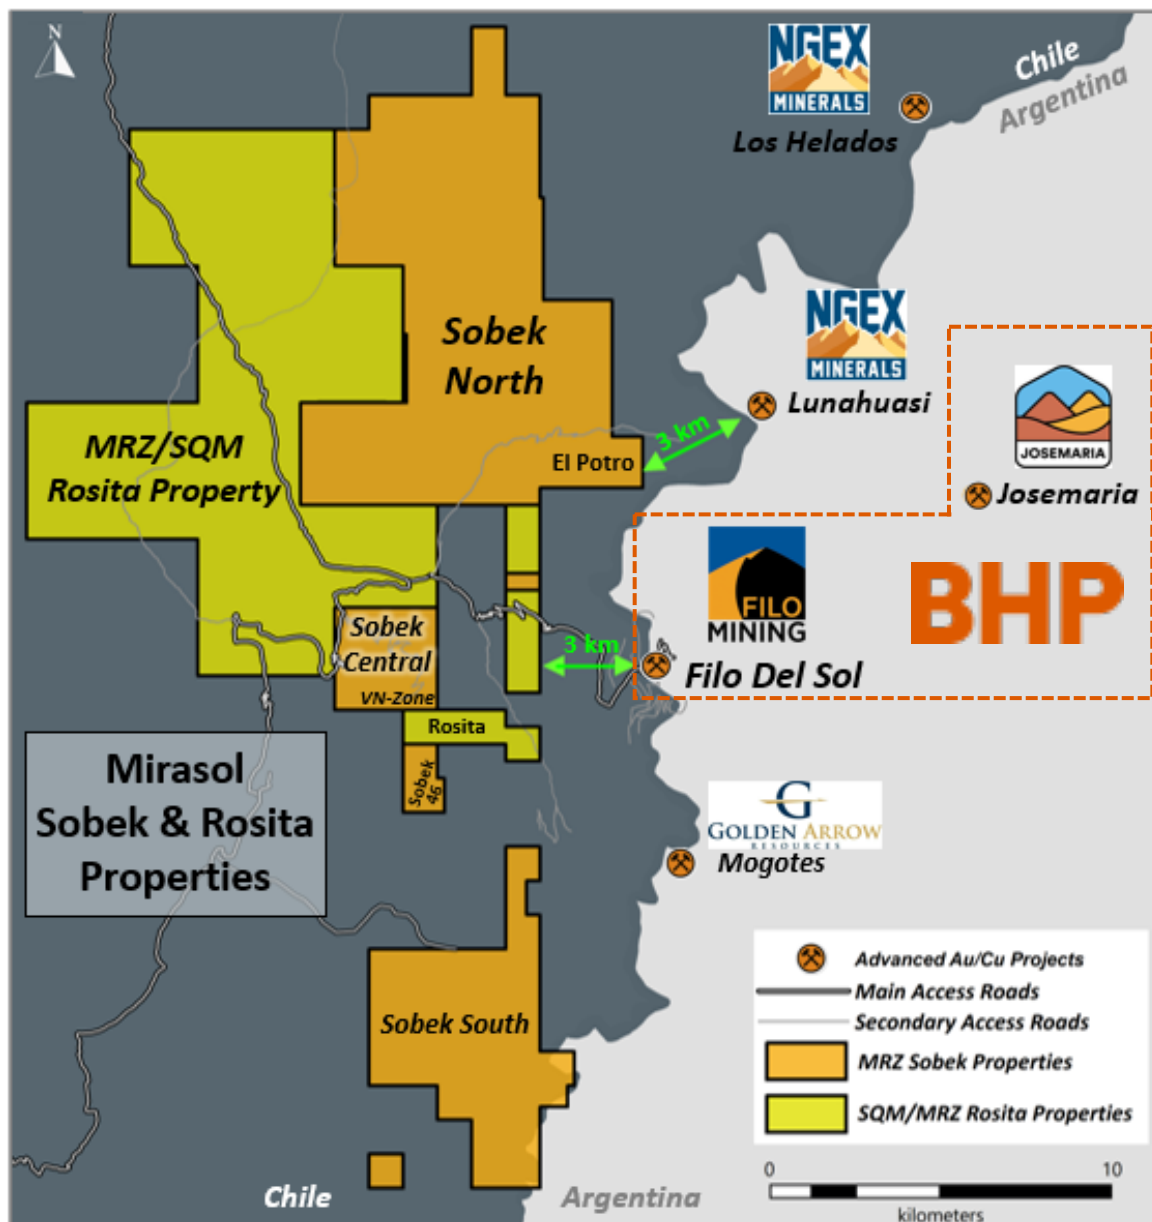 N
NGEX
MINERALS
Los Helados
Chile
Argentina
Sobek
North
NGEX
MINERALS
Lunahuasi
JOSEMARIA
Josemaria
MRZ/SQM
Rosita Property
El Potro
3 km
FILO
MINING
BHP
Sobek
Central
VN-Zone
3 km
Filo Del Sol
Rosita
Sobek
46
Mirasol
Sobek & Rosita
Properties
G
GOLDEN ARROW
RESOURCES
Mogotes
Sobek South
Advanced Au/Cu Projects
Main Access Roads
Secondary Access Roads
MRZ Sobek Properties
SQM/MRZ Rosita Properties
Chile
Argentina
0
10
kilometers